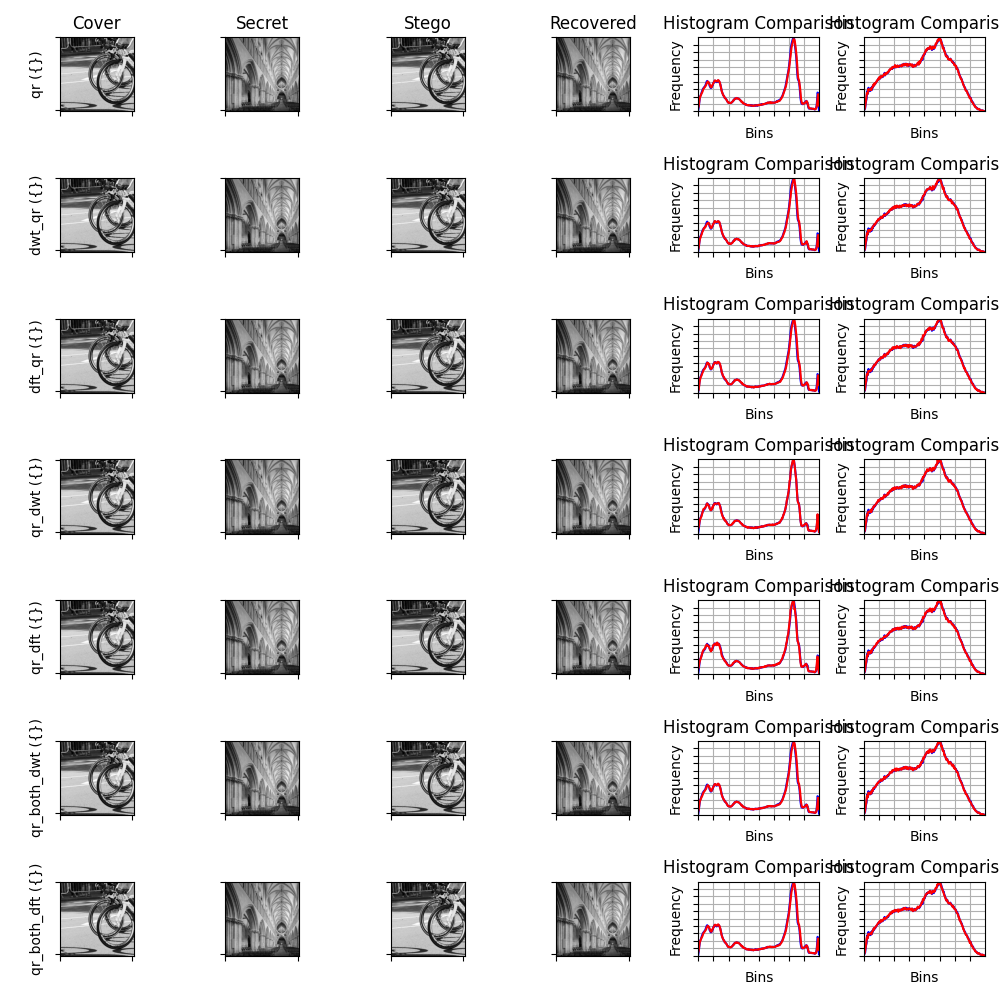 Cover Secret Stego Recovered Histogram Comparison Histogram Comparis
qr ({}) Frequency Frequency
Bins Bins
Histogram Comparison Histogram Comparis
dwt_qr ({}) Frequency Frequency
Bins Bins
Histogram Comparison Histogram Comparis
dft_qr ({}) Frequency Frequency
Bins Bins
Histogram Comparison Histogram Comparis
qr_dwt ({}) Frequency Frequency
Bins Bins
Histogram Comparison Histogram Comparis
qr_dft ({}) Frequency Frequency
Bins Bins
Histogram Comparison Histogram Comparis
qr_both_dwt ({}) Frequency Frequency
Bins Bins
Histogram Comparison Histogram Comparis
qr_both_dft ({}) Frequency Frequency
Bins Bins